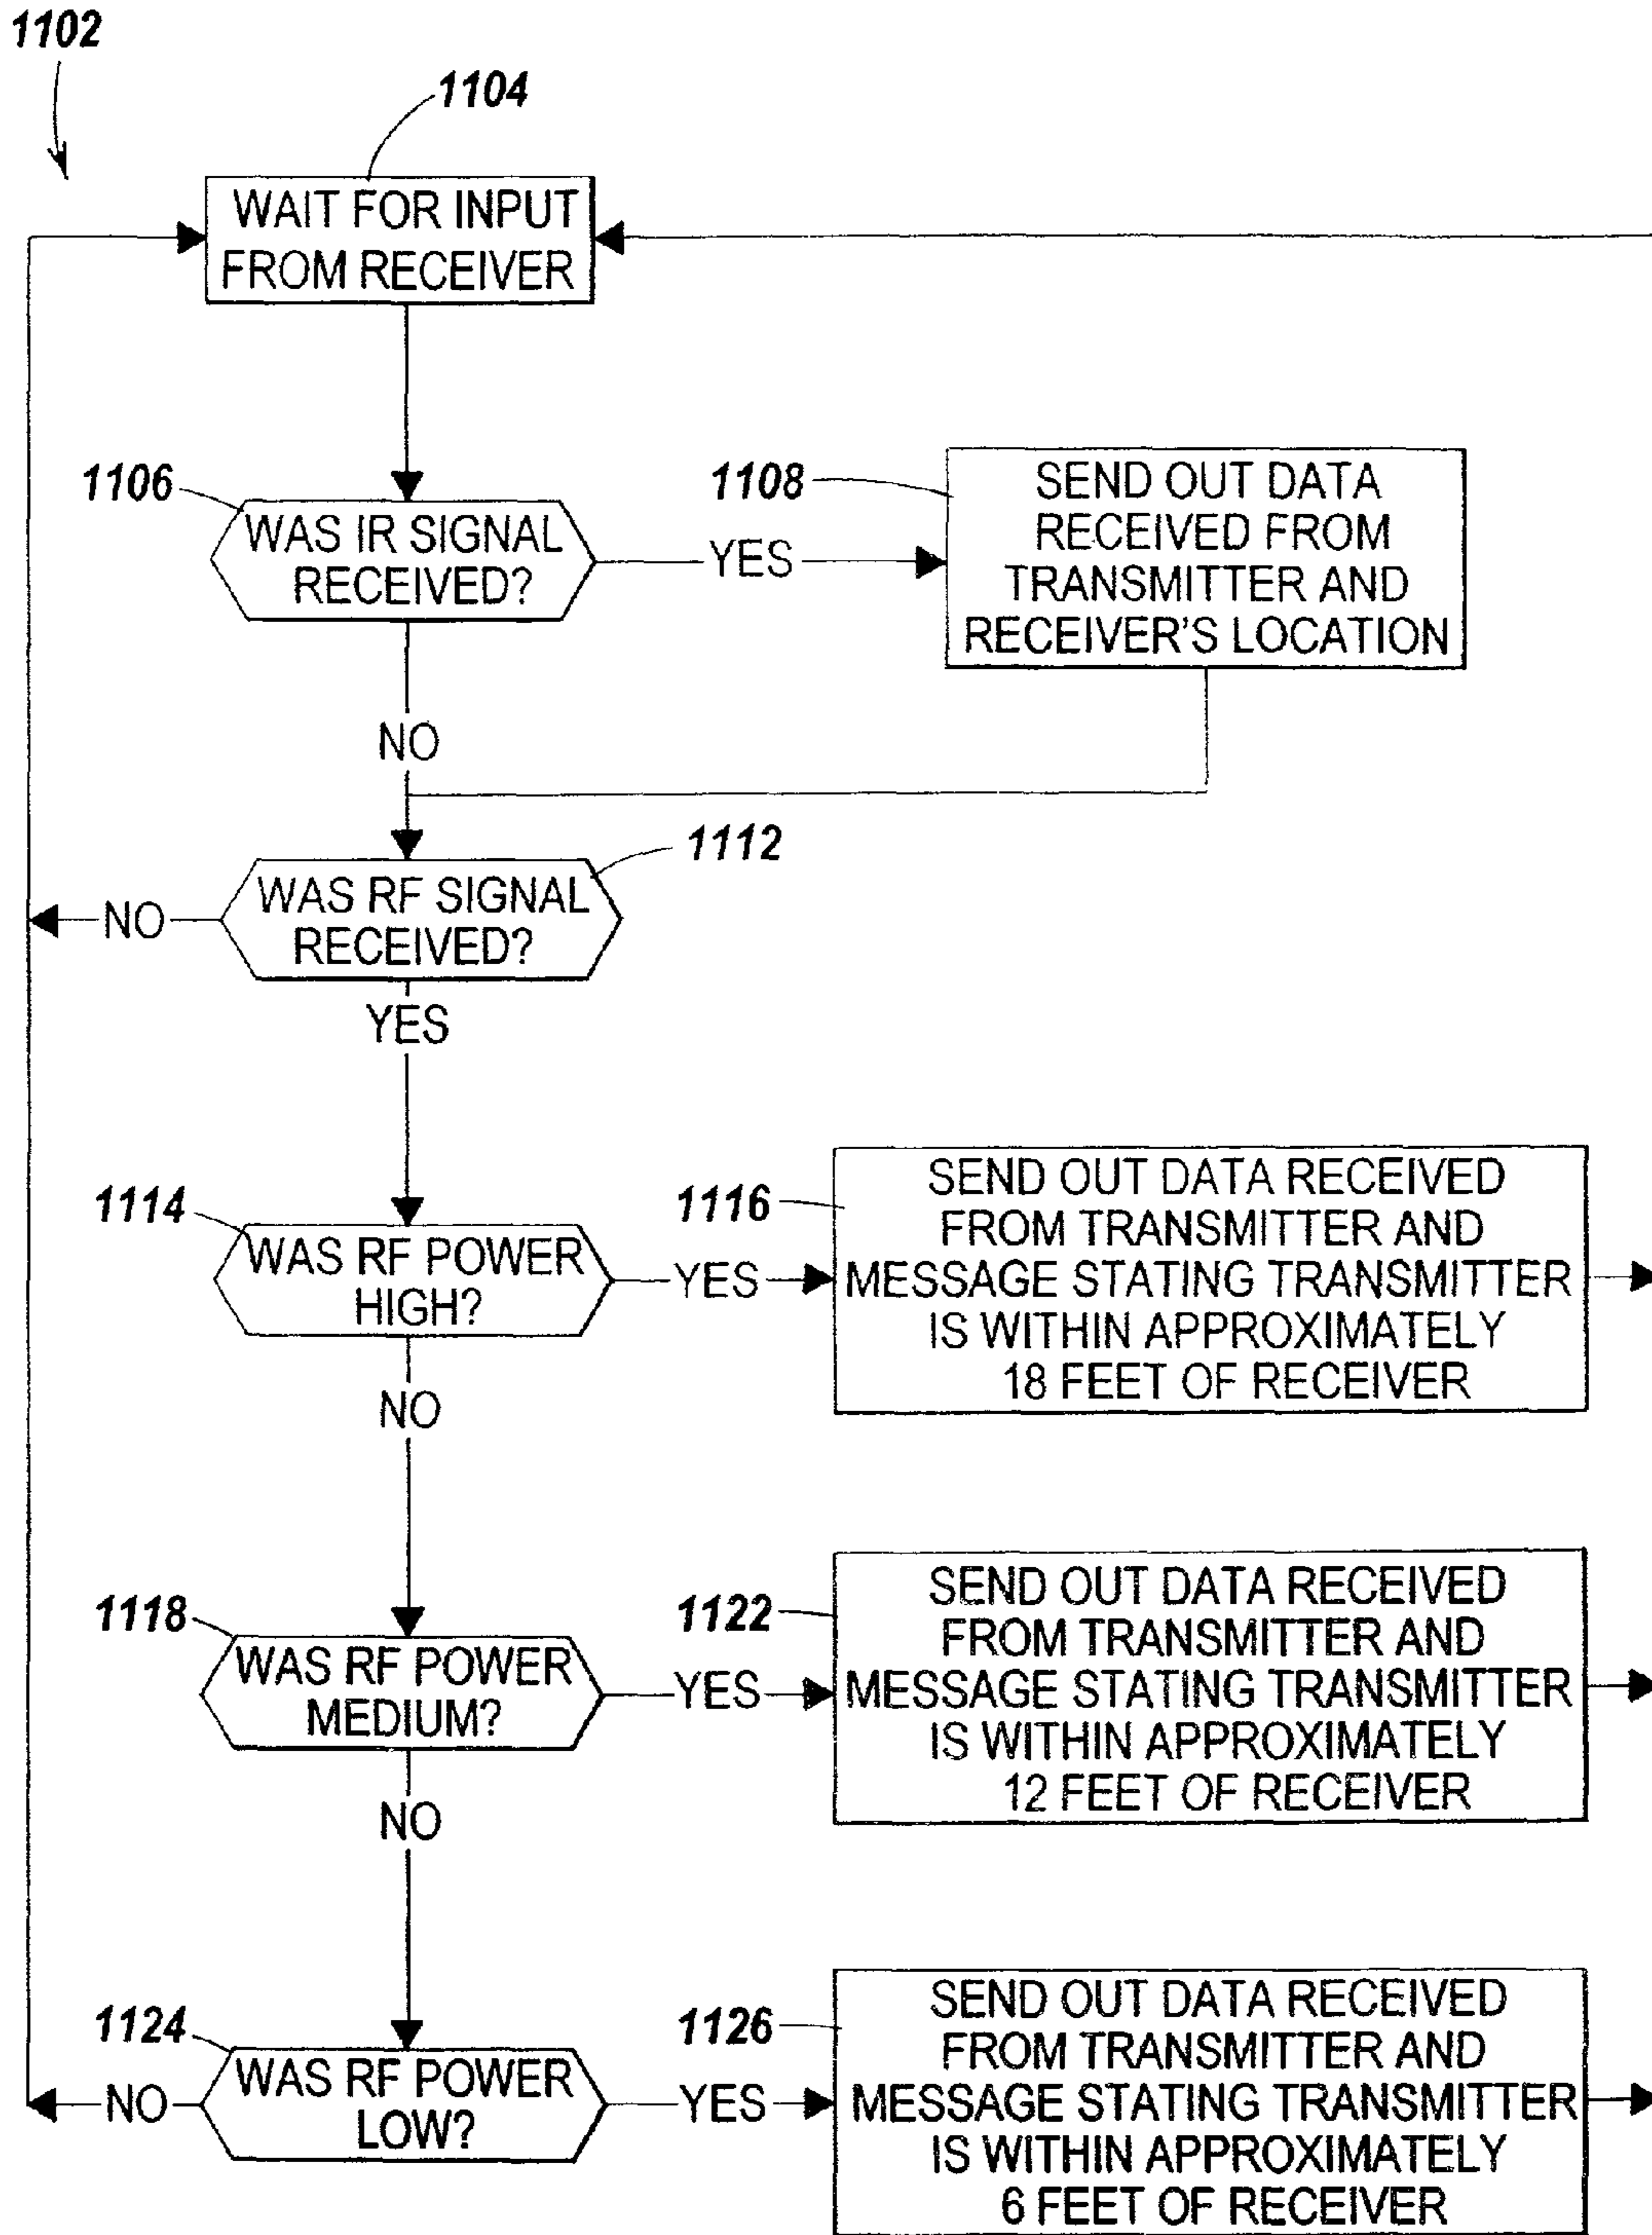 1102
1104
WAIT FOR INPUT
FROM RECEIVER
1106
WAS IR SIGNAL
RECEIVED?
YES
1108
SEND OUT DATA
RECEIVED FROM
TRANSMITTER AND
RECEIVER'S LOCATION
NO
1112
WAS RF SIGNAL
RECEIVED?
NO
YES
1114
WAS RF POWER
HIGH?
YES
1116
SEND OUT DATA RECEIVED
FROM TRANSMITTER AND
MESSAGE STATING TRANSMITTER
IS WITHIN APPROXIMATELY
18 FEET OF RECEIVER
NO
1118
WAS RF POWER
MEDIUM?
YES
1122
SEND OUT DATA RECEIVED
FROM TRANSMITTER AND
MESSAGE STATING TRANSMITTER
IS WITHIN APPROXIMATELY
12 FEET OF RECEIVER
NO
1124
WAS RF POWER
LOW?
NO
YES
1126
SEND OUT DATA RECEIVED
FROM TRANSMITTER AND
MESSAGE STATING TRANSMITTER
IS WITHIN APPROXIMATELY
6 FEET OF RECEIVER